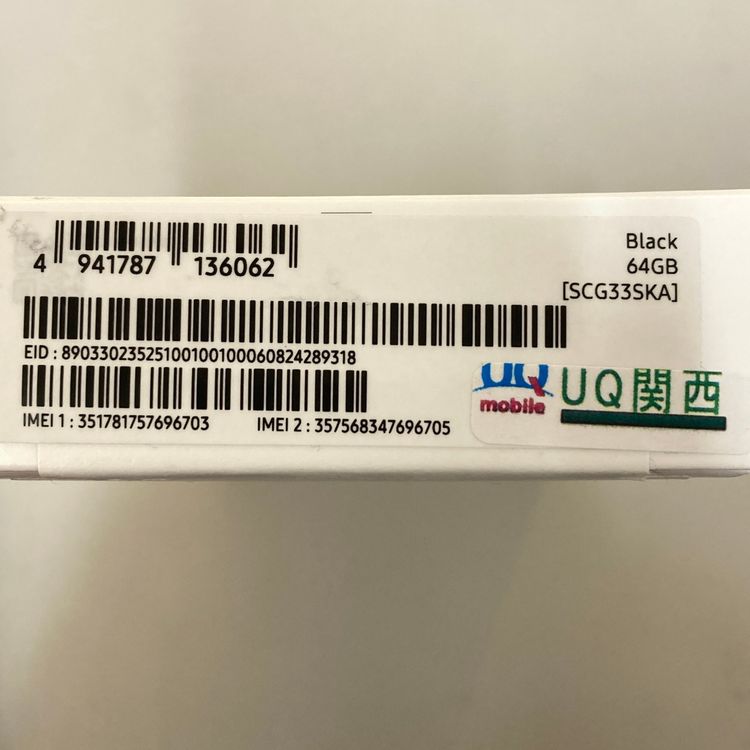 4 941787 136062
Black
64GB
[SCG33SKA]
EID : 89033023525100100100060824289318
IMEI 1 : 351781757696703
IMEI 2 : 357568347696705
UQ
mobile
UQ関西